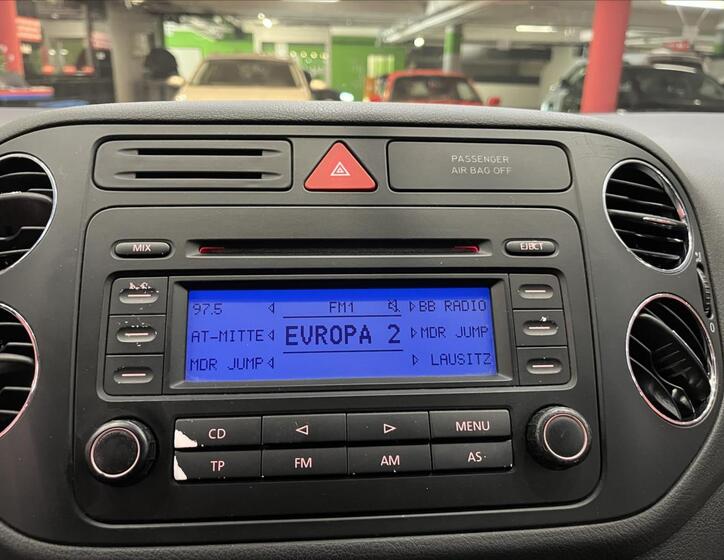 PASSENGER
AIR BAG OFF
MIX
EJECT
97.5 FM1 BB RADIO
AT-MITTE EVROPA 2 MDR JUMP
MDR JUMP LAUSITZ
CD MENU
TP FM AM AS